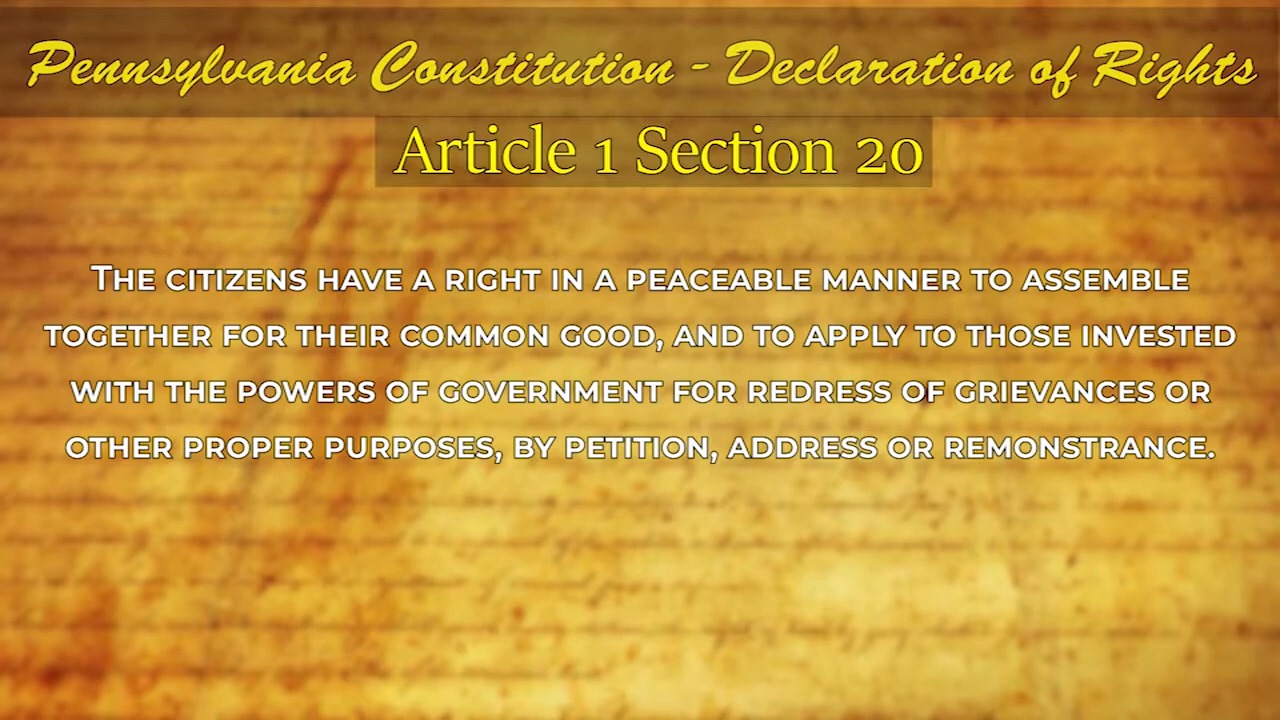 Pennsylvania Constitution - Declaration of Rights
Article 1 Section 20
The citizens have a right in a peaceable manner to assemble
together for their common good, and to apply to those invested
with the powers of government for redress of grievances or
other proper purposes, by petition, address or remonstrance.